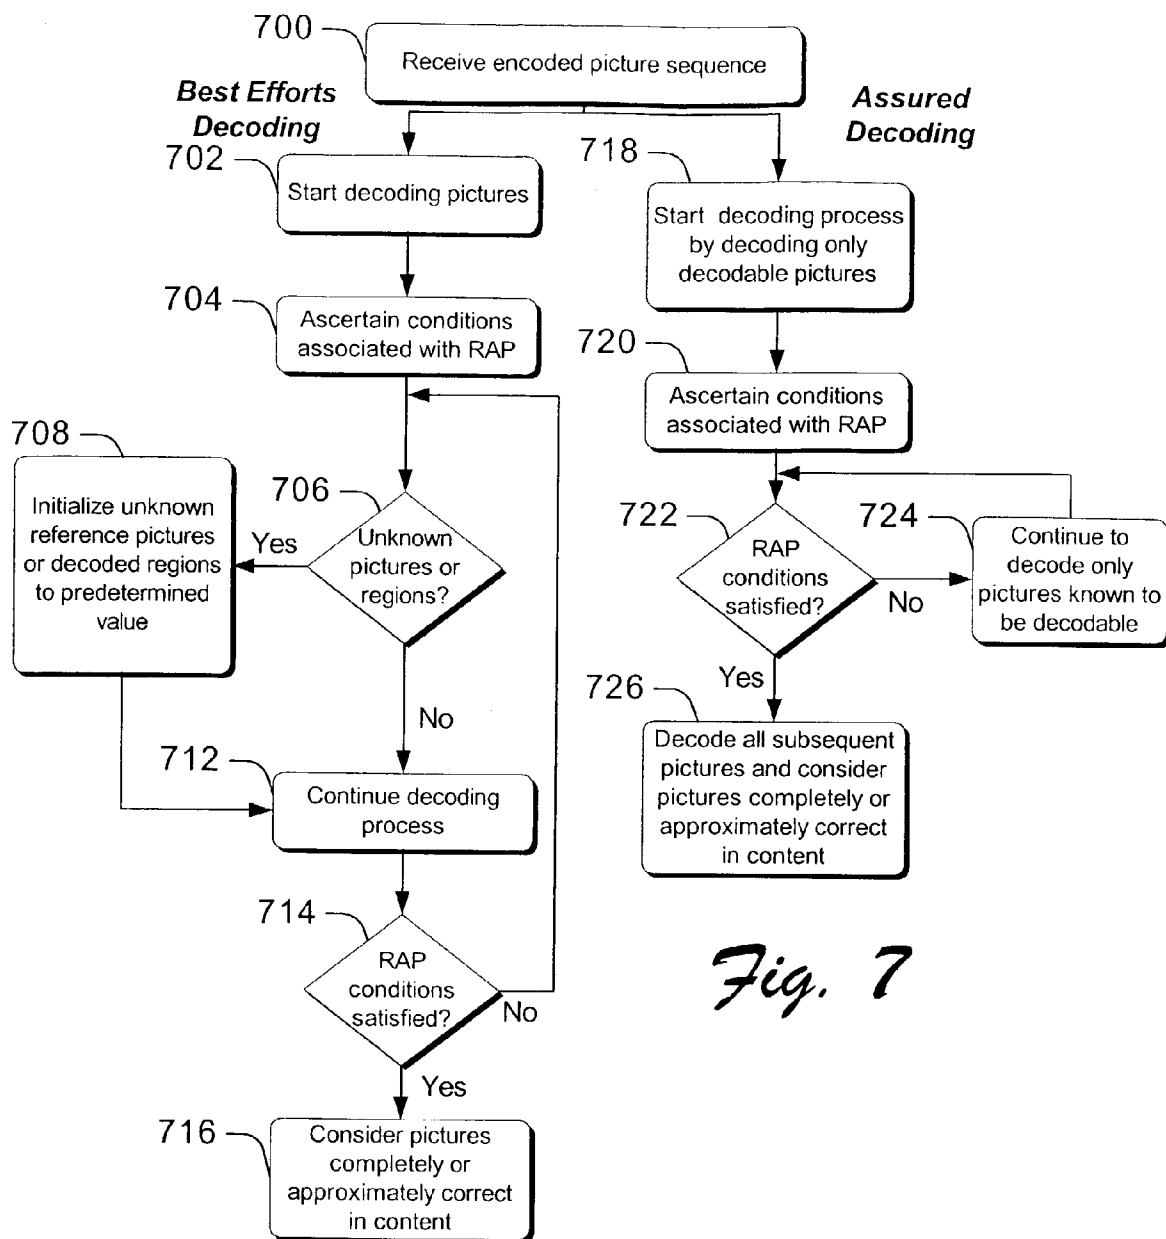 700
Receive encoded picture sequence
Best Efforts
Decoding
702
Start decoding pictures
704
Ascertain conditions
associated with RAP
706
Unknown
pictures or
regions?
Yes
708
Initialize unknown
reference pictures
or decoded regions
to predetermined
value
No
712
Continue decoding
process
714
RAP
conditions
satisfied?
No
Yes
716
Consider pictures
completely or
approximately correct
in content
Assured
Decoding
718
Start decoding process
by decoding only
decodable pictures
720
Ascertain conditions
associated with RAP
722
RAP
conditions
satisfied?
No
724
Continue to
decode only
pictures known to
be decodable
Yes
726
Decode all subsequent
pictures and consider
pictures completely or
approximately correct
in content
Fig. 7